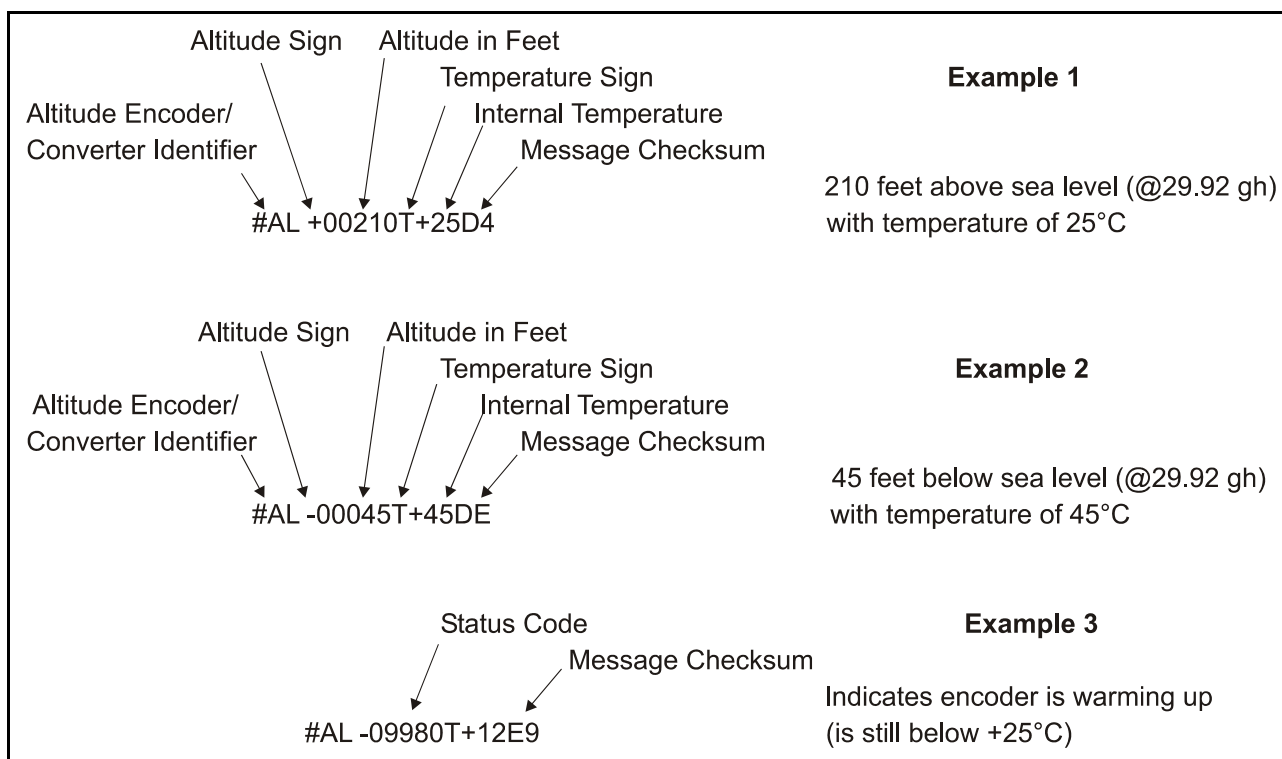 Altitude Sign Altitude in Feet
Temperature Sign Example 1
Altitude Encoder/ Internal Temperature
Converter Identifier Message Checksum
210 feet above sea level (@29.92 gh)
#AL +00210T+25D4 with temperature of 25°C
Altitude Sign Altitude in Feet
Temperature Sign Example 2
Altitude Encoder/ Internal Temperature
Converter Identifier Message Checksum
45 feet below sea level (@29.92 gh)
#AL -00045T+45DE with temperature of 45°C
Status Code Example 3
Message Checksum
Indicates encoder is warming up
#AL -09980T+12E9 (is still below +25°C)